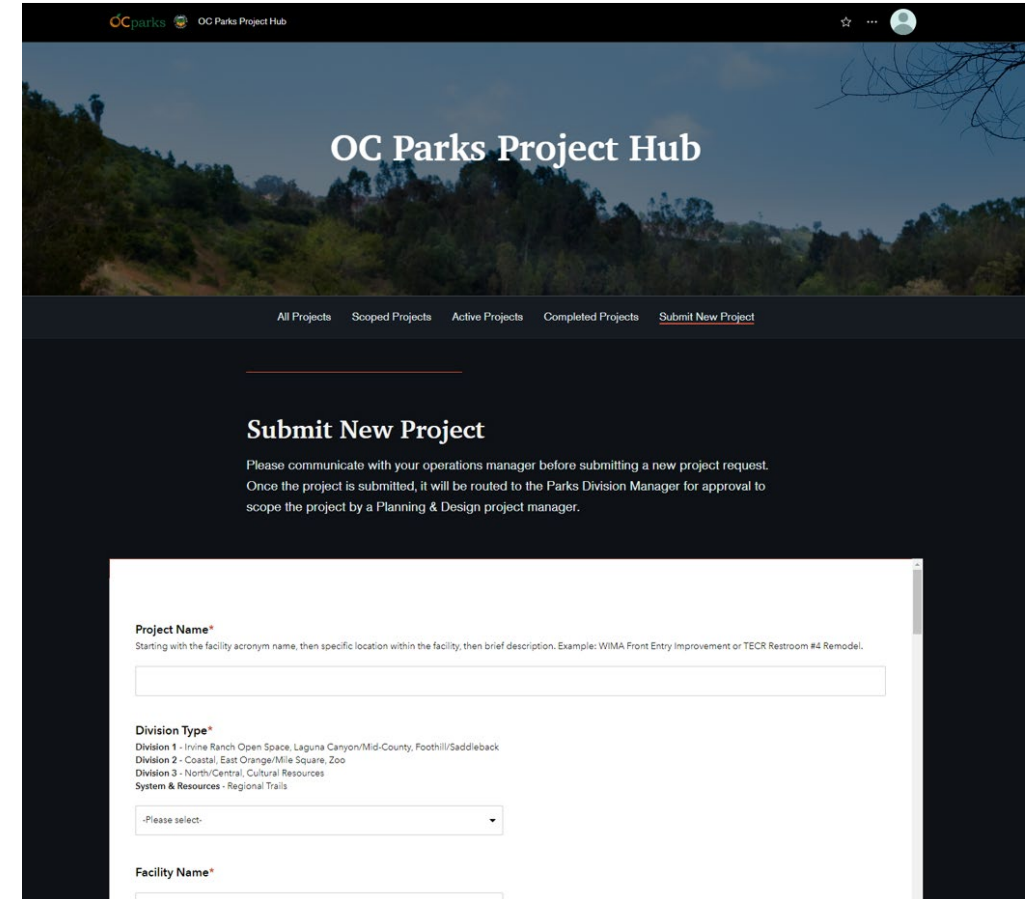 OCparks OC Parks Project Hub
OC Parks Project Hub
All Projects Scoped Projects Active Projects Completed Projects Submit New Project
Submit New Project
Please communicate with your operations manager before submitting a new project request.
Once the project is submitted, it will be routed to the Parks Division Manager for approval to
scope the project by a Planning & Design project manager.
Project Name*
Starting with the facility acronym name, then specific location within the facility, then brief description. Example: WIMA Front Entry Improvement or TECR Restroom #4 Remodel.
Division Type*
Division 1 - Irvine Ranch Open Space, Laguna Canyon/Mid-County, Foothill/Saddleback
Division 2 - Coastal, East Orange/Mile Square, Zoo
Division 3 - North/Central, Cultural Resources
System & Resources - Regional Trails
-Please select-
Facility Name*